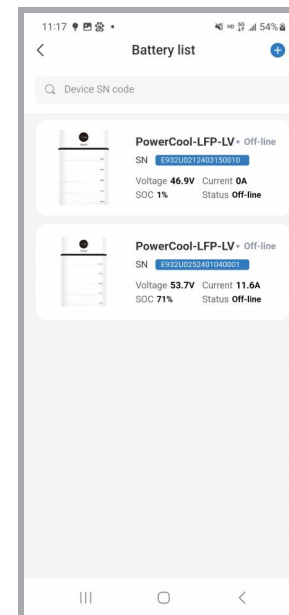 11:17
HD 5G 54%
Battery list
Device SN code
PowerCool-LFP-LV • Off-line
SN E932U0212403150010
Voltage 46.9V Current 0A
SOC 1% Status Off-line
PowerCool-LFP-LV • Off-line
SN E932U0252401040001
Voltage 53.7V Current 11.6A
SOC 71% Status Off-line